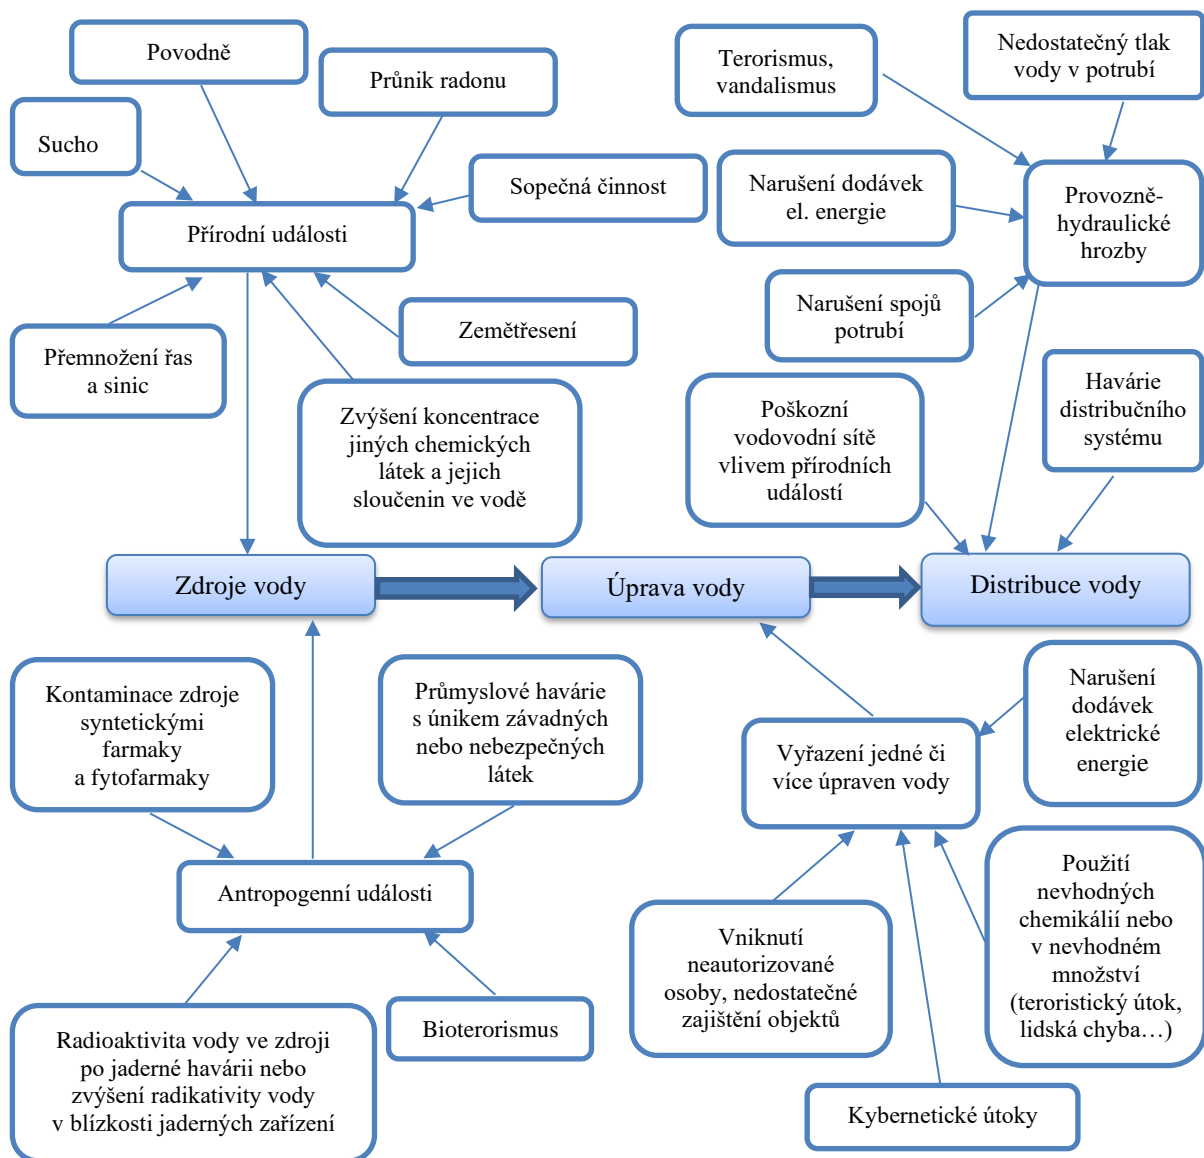 Povodně
Průnik radonu
Sucho
Sopečná činnost
Přírodní události
Přemnožení řas
a sinic
Zemětřesení
Zvýšení koncentrace
jiných chemických
látek a jejich
sloučenin ve vodě
Terorismus,
vandalismus
Nedostatečný tlak
vody v potrubí
Narušení dodávek
el. energie
Provozně-
hydraulické
hrozby
Narušení spojů
potrubí
Poškozní
vodovodní sítě
vlivem přírodních
událostí
Havárie
distribučního
systému
Zdroje vody
Úprava vody
Distribuce vody
Kontaminace zdroje
syntetickými
farmaky
a fytofarmaky
Průmyslové havárie
s únikem závadných
nebo nebezpečných
látek
Antropogenní události
Radioaktivita vody ve zdroji
po jaderné havárii nebo
zvýšení radikativity vody
v blízkosti jaderných zařízení
Bioterorismus
Vyřazení jedné či
více úpraven vody
Narušení
dodávek
elektrické
energie
Vniknutí
neautorizované
osoby, nedostatečné
zajištění objektů
Použití
nevhodných
chemikálií nebo
v nevhodném
množství
(teroristický útok,
lidská chyba…)
Kybernetické útoky